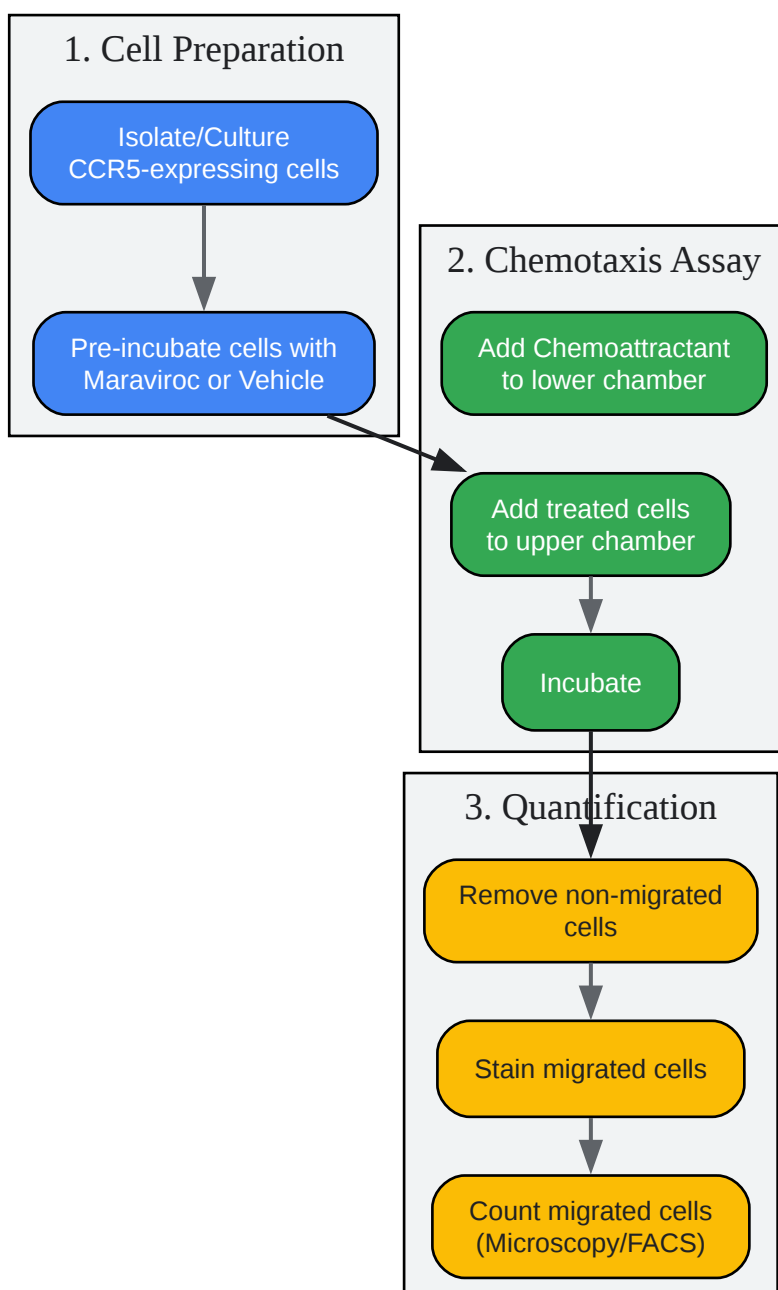 1. Cell Preparation
Isolate/Culture
CCR5-expressing cells
Pre-incubate cells with
Maraviroc or Vehicle
2. Chemotaxis Assay
Add Chemoattractant
to lower chamber
Add treated cells
to upper chamber
Incubate
3. Quantification
Remove non-migrated
cells
Stain migrated cells
Count migrated cells
(Microscopy/FACS)